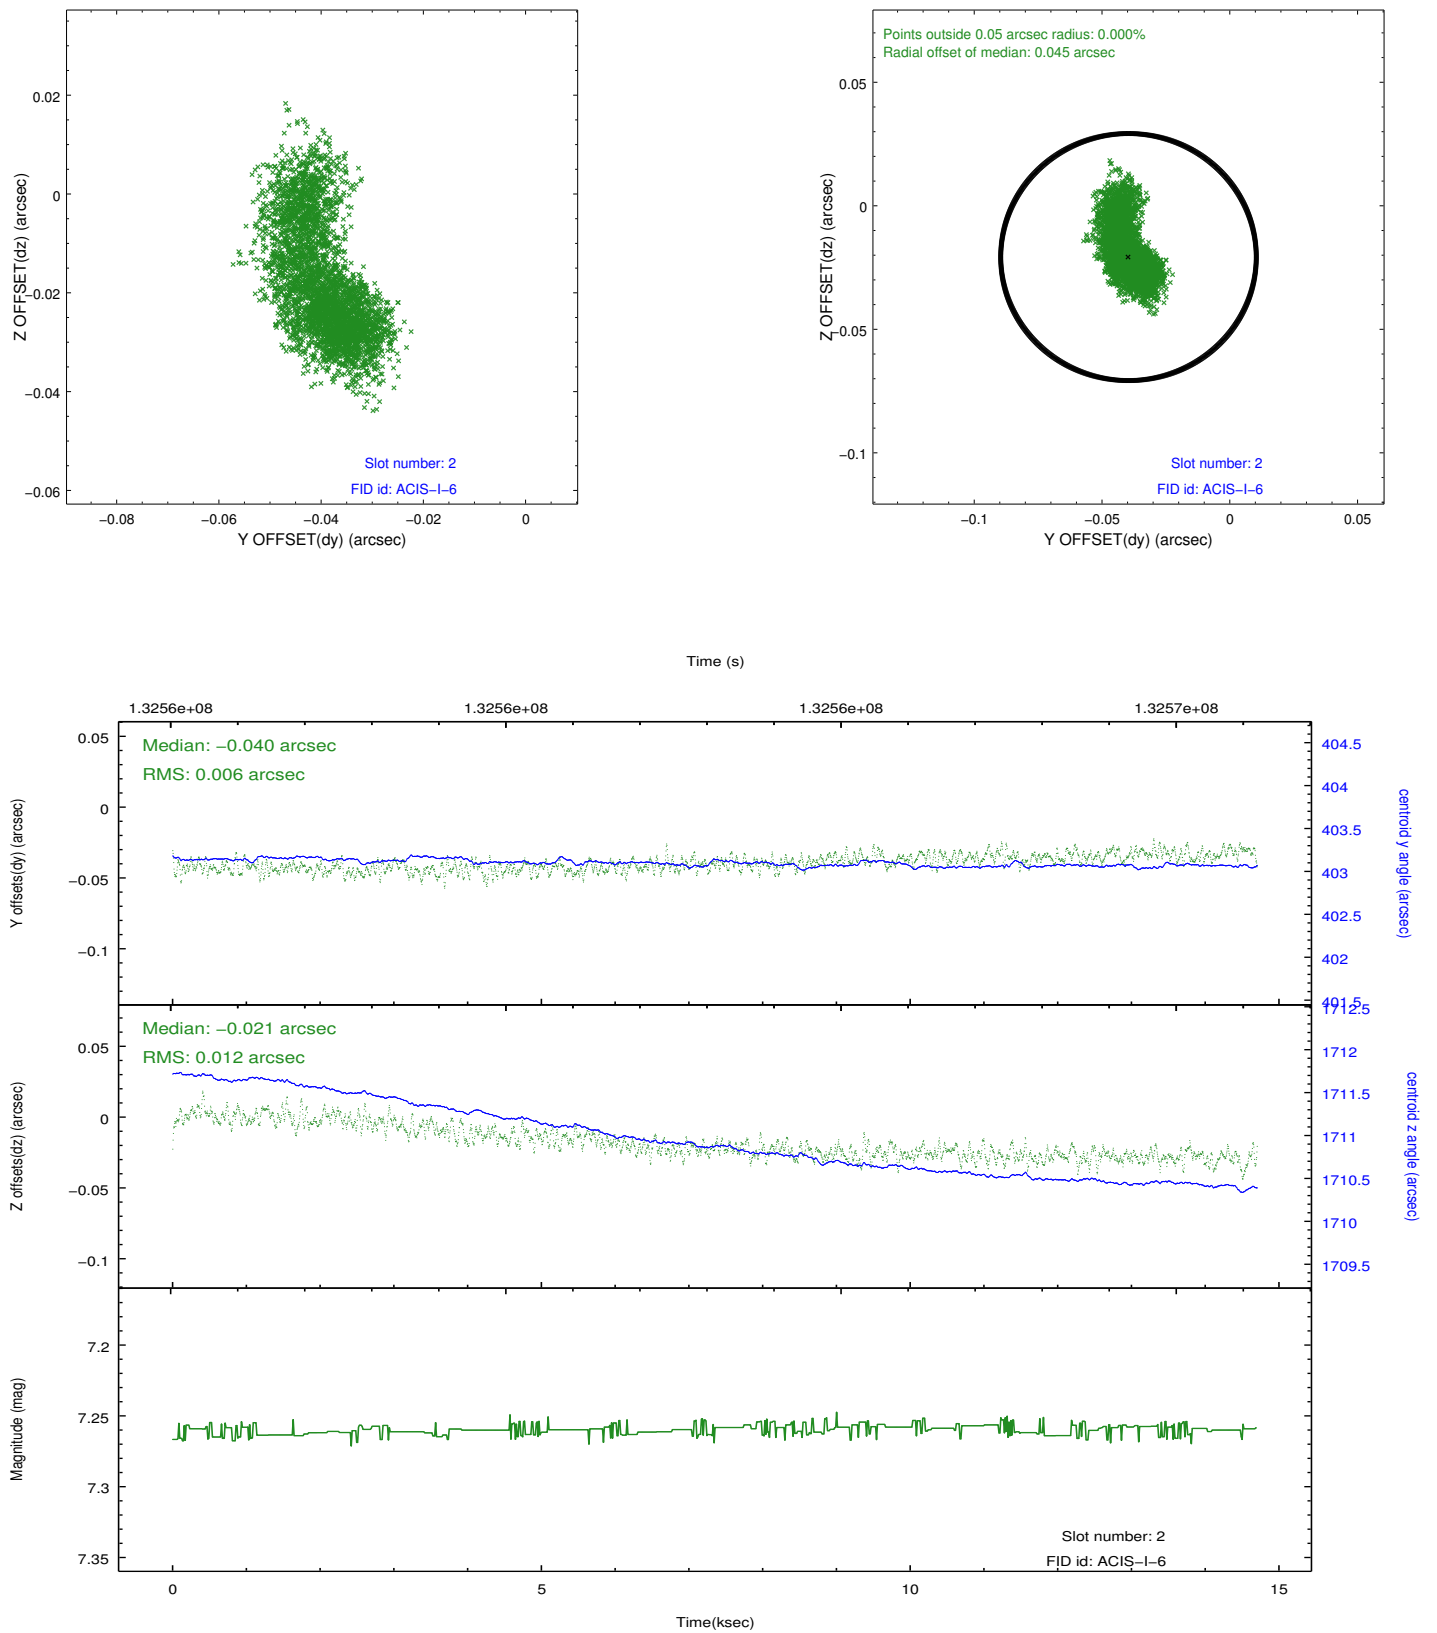 0.02
0
−0.02
−0.04
−0.06
Z OFFSET(dz) (arcsec)
Slot number: 2
FID id: ACIS−I−6
−0.08
−0.06
−0.04
−0.02
0
Y OFFSET(dy) (arcsec)
Points outside 0.05 arcsec radius: 0.000%
Radial offset of median: 0.045 arcsec
0.05
0
−0.05
−0.1
Z OFFSET(dz) (arcsec)
Slot number: 2
FID id: ACIS−I−6
−0.1
−0.05
0
0.05
Y OFFSET(dy) (arcsec)
Time (s)
1.3256e+08
1.3256e+08
1.3256e+08
1.3257e+08
Median: −0.040 arcsec
RMS: 0.006 arcsec
0.05
0
−0.05
−0.1
Y offsets(dy) (arcsec)
404.5
404
403.5
403
402.5
402
401.5
centroid y angle (arcsec)
Median: −0.021 arcsec
RMS: 0.012 arcsec
0.05
0
−0.05
−0.1
Z offsets(dz) (arcsec)
1712.5
1712
1711.5
1711
1710.5
1710
1709.5
centroid z angle (arcsec)
7.2
7.25
7.3
7.35
Magnitude (mag)
Slot number: 2
FID id: ACIS−I−6
0
5
10
15
Time(ksec)